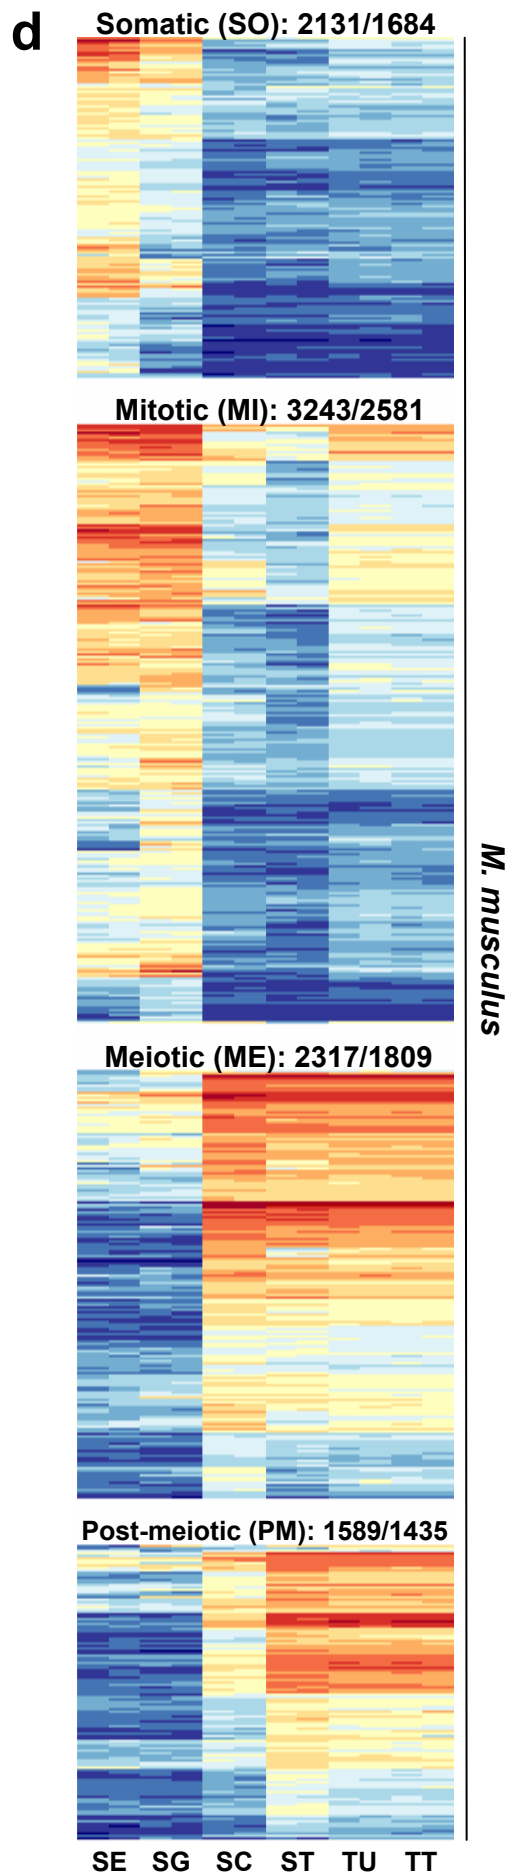 d
Somatic (SO): 2131/1684
Mitotic (MI): 3243/2581
M. musculus
Meiotic (ME): 2317/1809
Post-meiotic (PM): 1589/1435
SE SG SC ST TU TT